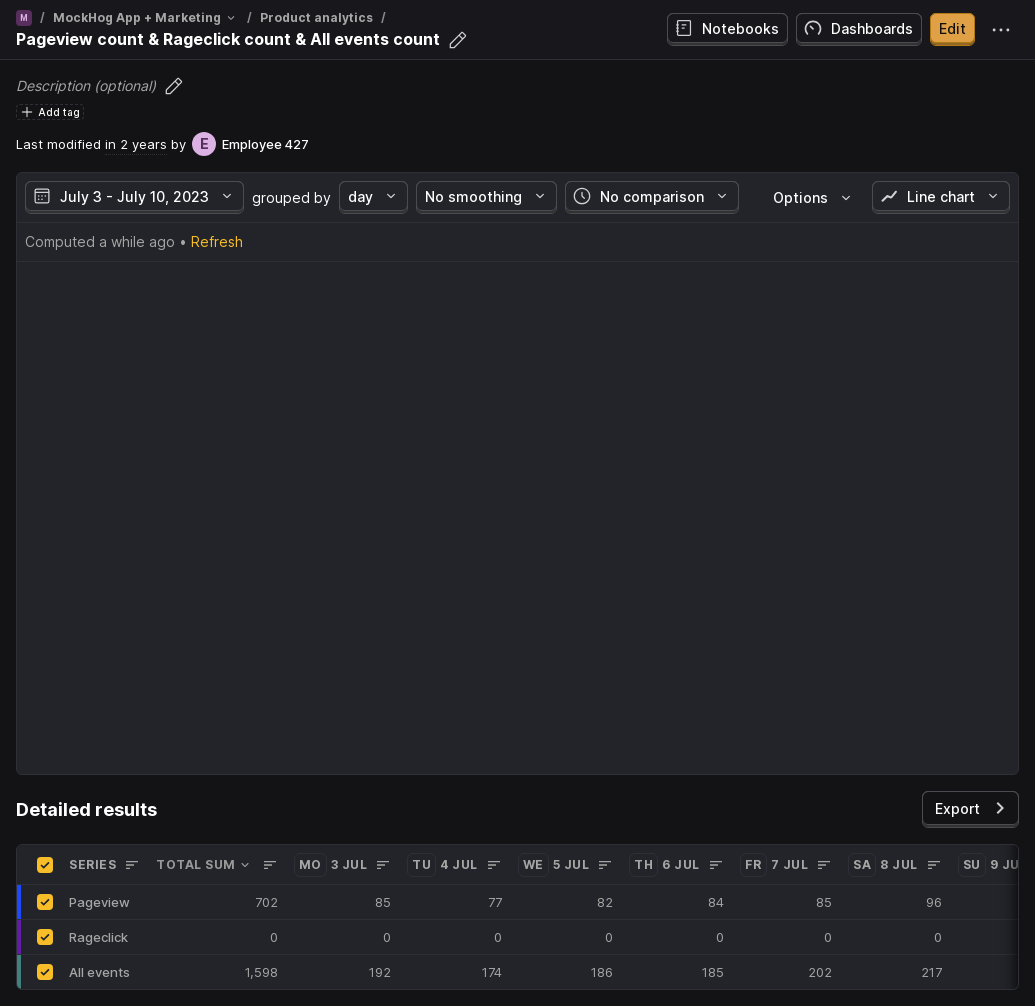 M / MockHog App + Marketing / Product analytics /
Pageview count & Rageclick count & All events count
Notebooks Dashboards Edit
Description (optional)
Add tag
Last modified in 2 years by E Employee 427
July 3 - July 10, 2023 grouped by day No smoothing No comparison Options Line chart
Computed a while ago • Refresh
Detailed results
Export
SERIES TOTAL SUM MO 3 JUL TU 4 JUL WE 5 JUL TH 6 JUL FR 7 JUL SA 8 JUL SU 9 JU
Pageview 702 85 77 82 84 85 96
Rageclick 0 0 0 0 0 0 0
All events 1,598 192 174 186 185 202 217